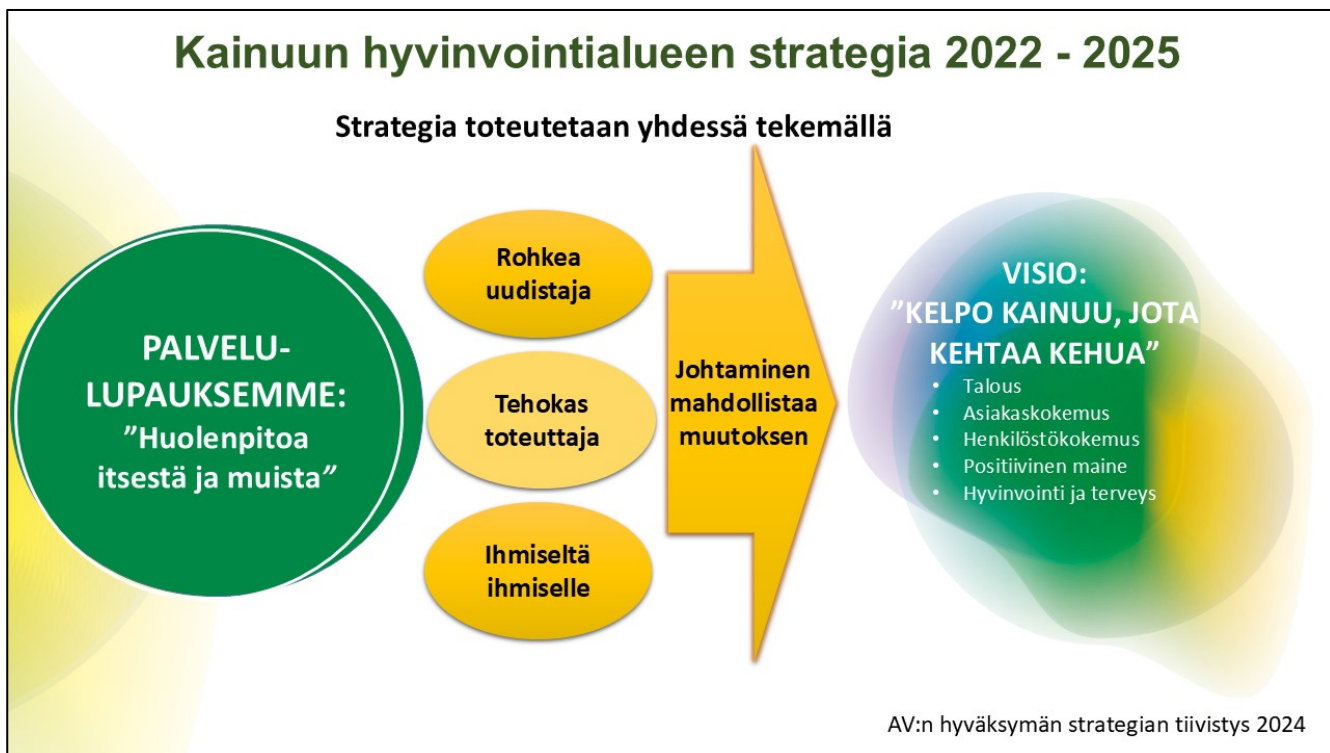 Kainuun hyvinvointialueen strategia 2022 - 2025
Strategia toteutetaan yhdessä tekemällä
PALVELU-
LUPAUKSEMME:
”Huolenpitoa
itsestä ja muista”
Rohkea
uudistaja
Tehokas
toteuttaja
Ihmiseltä
ihmiselle
Johtaminen
mahdollistaa
muutoksen
VISIO:
”KELPO KAINUU, JOTA
KEHTAA KEHUA”
• Talous
• Asiakaskokemus
• Henkilöstökokemus
• Positiivinen maine
• Hyvinvointi ja terveys
AV:n hyväksymän strategian tiivistys 2024